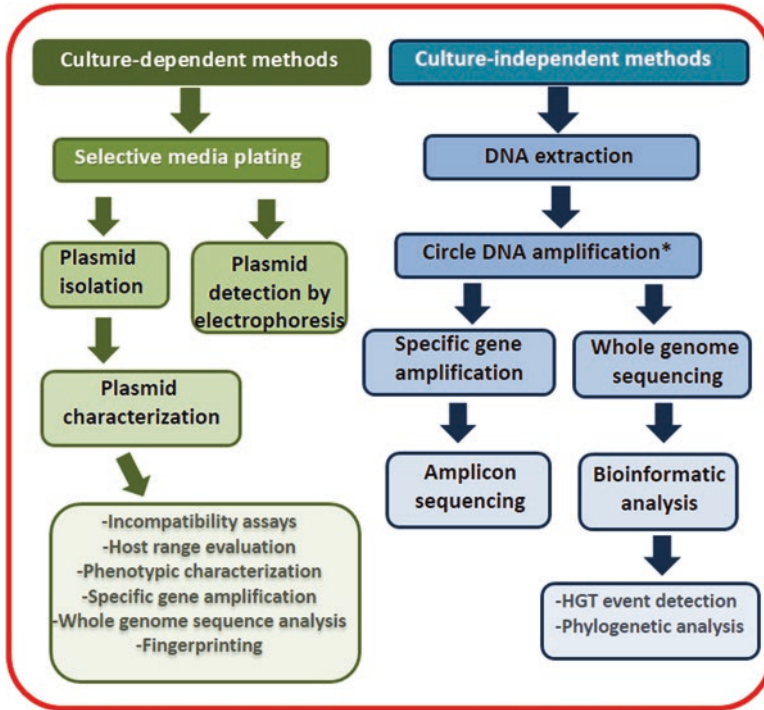 Culture-dependent methods
Selective media plating
Plasmid
isolation
Plasmid
detection by
electrophoresis
Plasmid
characterization
-Incompatibility assays
-Host range evaluation
-Phenotypic characterization
-Specific gene amplification
-Whole genome sequence analysis
-Fingerprinting
Culture-independent methods
DNA extraction
Circle DNA amplification*
Specific gene
amplification
Whole genome
sequencing
Amplicon
sequencing
Bioinformatic
analysis
-HGT event detection
-Phylogenetic analysis